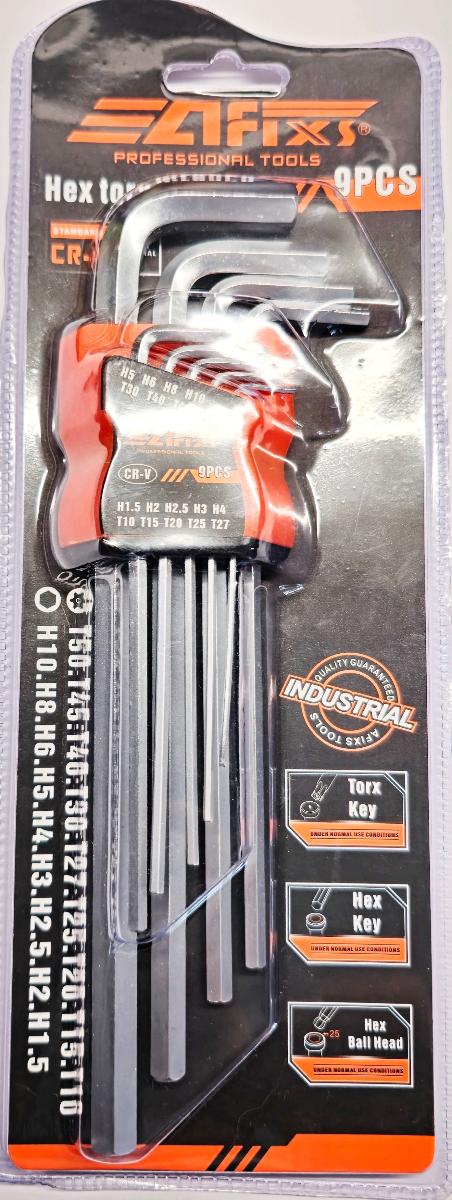 AFIXS®
PROFESSIONAL TOOLS
Hex torx
9PCS
STANDARD
CR-
H5 H6 H8 H10
T30 T40
AFIXS
PROFESSIONAL TOOLS
CR-V 9PCS
H1.5 H2 H2.5 H3 H4
T10 T15 T20 T25 T27
T50.T45.T40.T30.T27.T25.T20.T15.T10
H10.H8.H6.H5.H4.H3.H2.5.H2.H1.5
QUALITY GUARANTEED
INDUSTRIAL
AFIXS TOOLS
Torx
Key
UNDER NORMAL USE CONDITIONS
Hex
Key
UNDER NORMAL USE CONDITIONS
25
Hex
Ball Head
UNDER NORMAL USE CONDITIONS